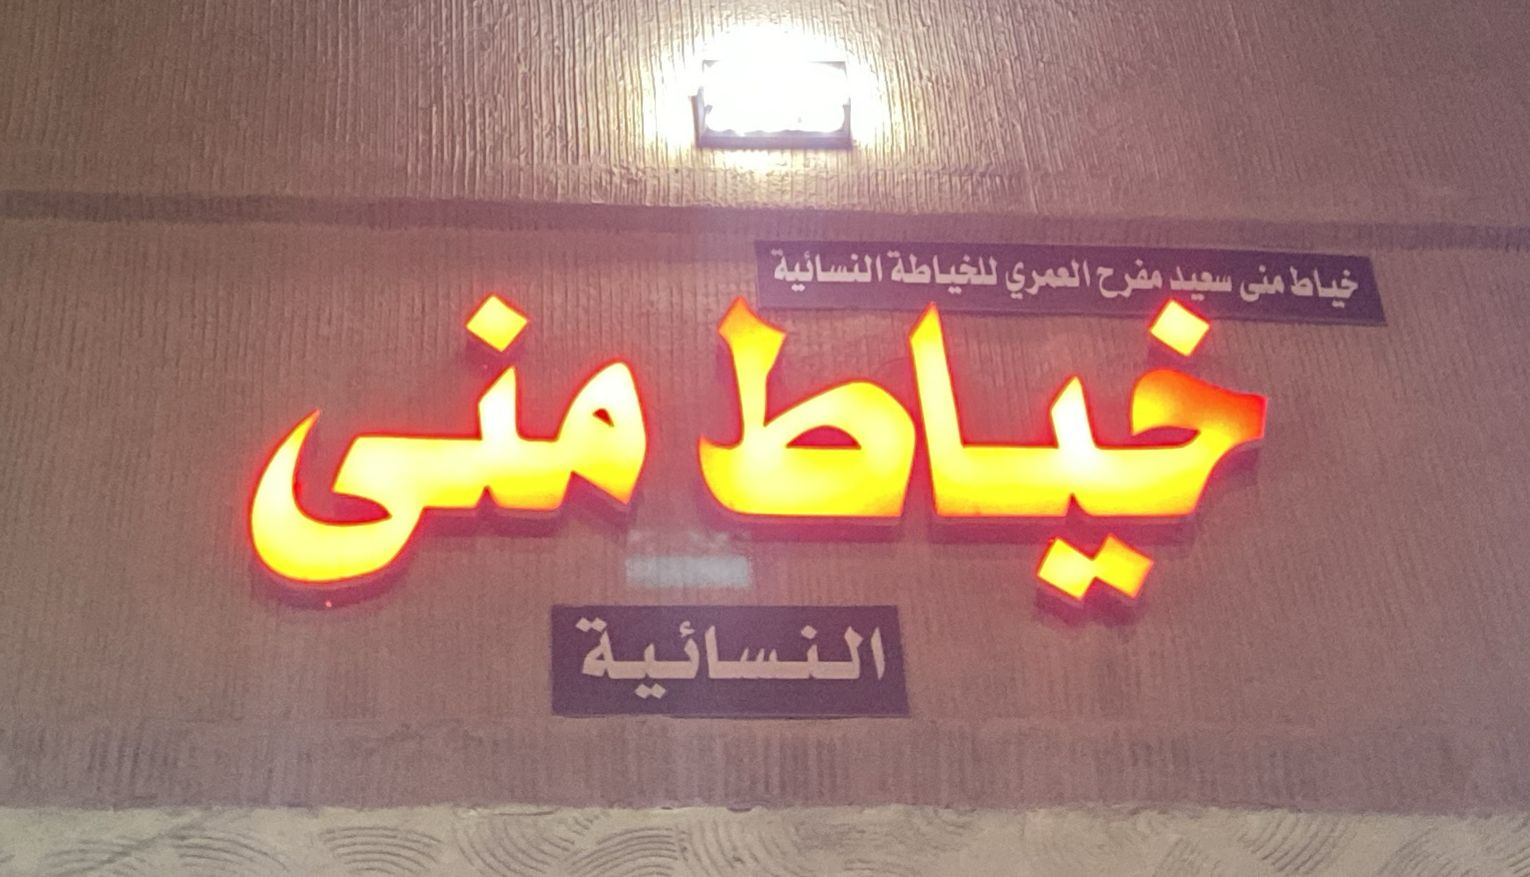 خياط منى سعيد مفرح العمري للخياطة النسائية
خياط منى
النسائية